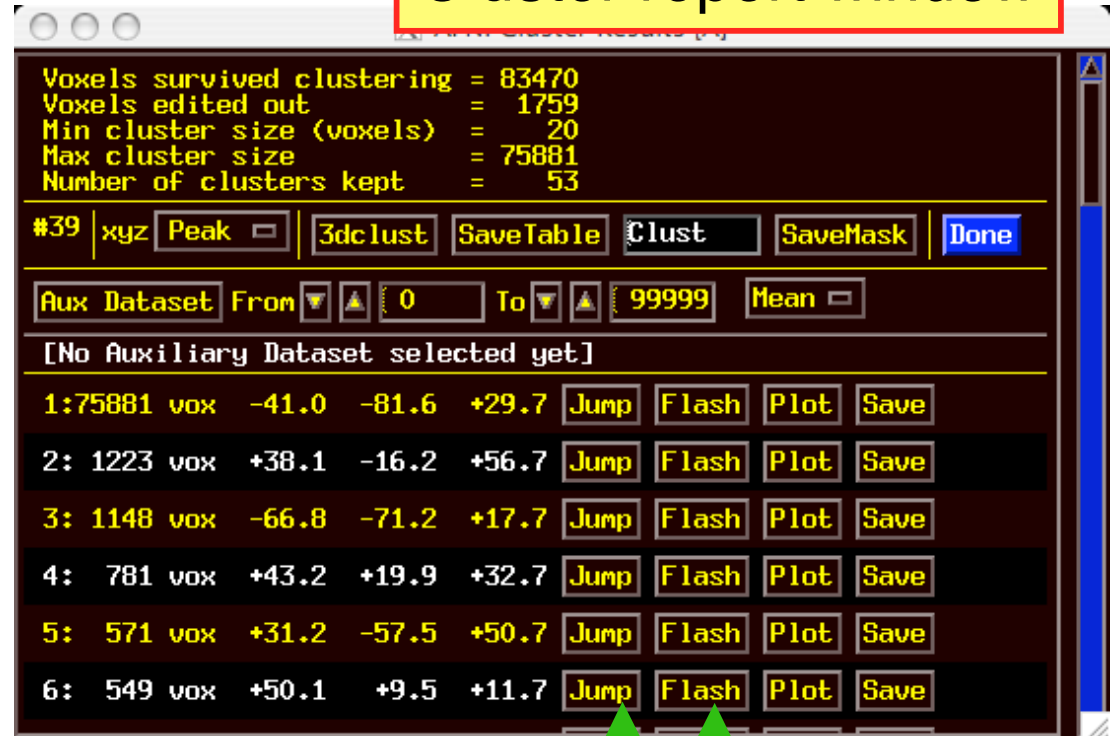 Cluster report window
AFNI Cluster Results [A]
Voxels survived clustering = 83470
Voxels edited out = 1759
Min cluster size (voxels) = 20
Max cluster size = 75881
Number of clusters kept = 53
#39 xyz Peak 3dclust SaveTable Clust SaveMask Done
Aux Dataset From 0 To 99999 Mean
[No Auxiliary Dataset selected yet]
1:75881 vox -41.0 -81.6 +29.7 Jump Flash Plot Save
2: 1223 vox +38.1 -16.2 +56.7 Jump Flash Plot Save
3: 1148 vox -66.8 -71.2 +17.7 Jump Flash Plot Save
4: 781 vox +43.2 +19.9 +32.7 Jump Flash Plot Save
5: 571 vox +31.2 -57.5 +50.7 Jump Flash Plot Save
6: 549 vox +50.1 +9.5 +11.7 Jump Flash Plot Save